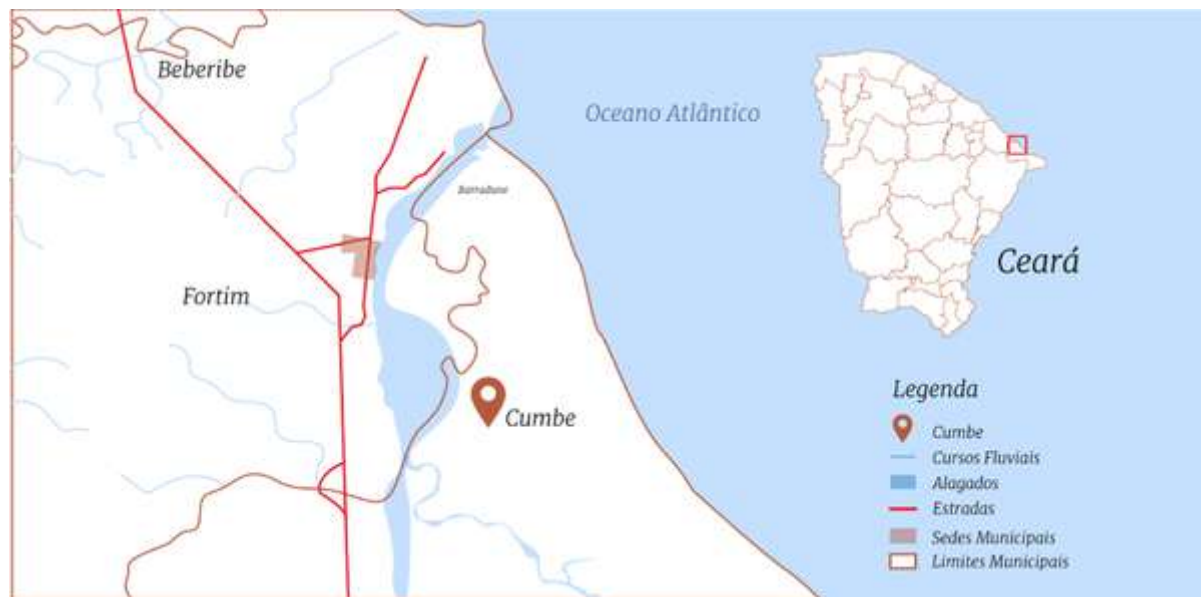 Beberibe
Oceano Atlântico
Ceará
Fortim
Cumbe
Legenda
Cumbe
Cursos Fluviais
Alagados
Estradas
Sedes Municipais
Limites Municipais